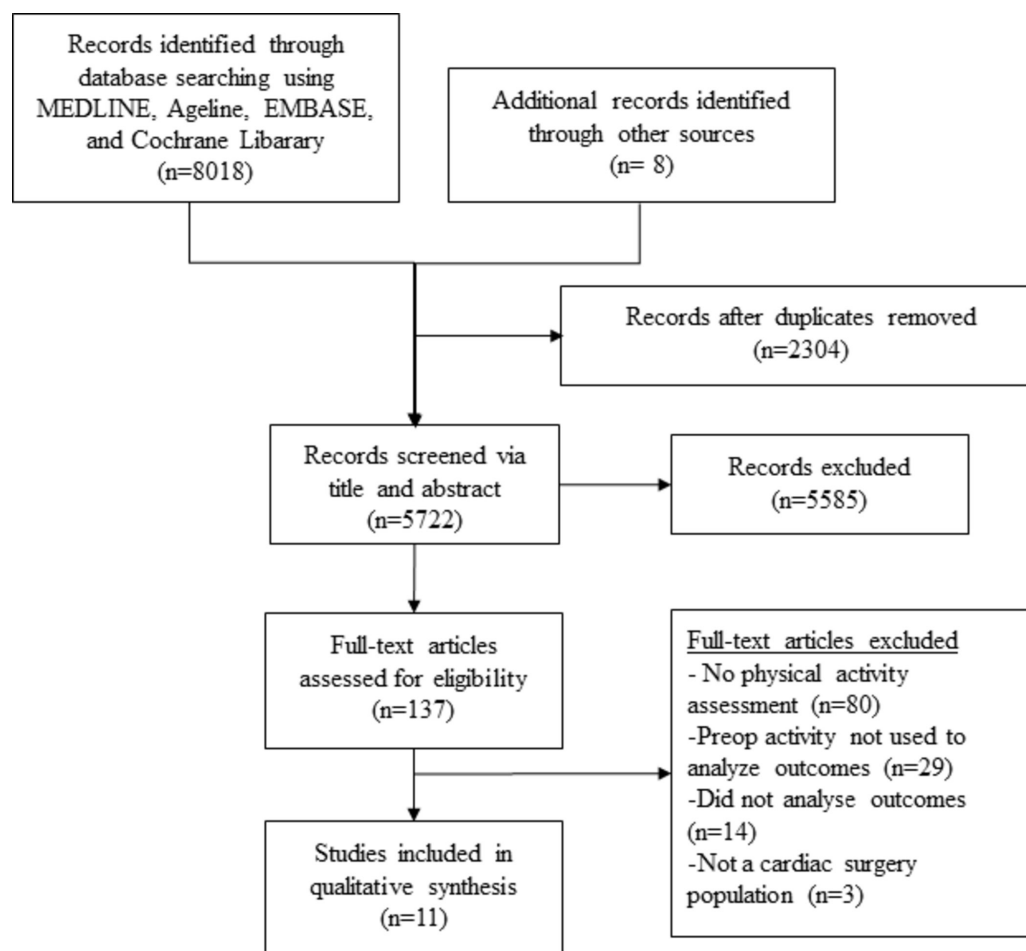 Records identified through
database searching using
MEDLINE, Ageline, EMBASE,
and Cochrane Libarary
(n=8018)
Additional records identified
through other sources
(n= 8)
Records after duplicates removed
(n=2304)
Records screened via
title and abstract
(n=5722)
Records excluded
(n=5585)
Full-text articles
assessed for eligibility
(n=137)
Full-text articles excluded
- No physical activity
assessment (n=80)
-Preop activity not used to
analyze outcomes (n=29)
-Did not analyse outcomes
(n=14)
-Not a cardiac surgery
population (n=3)
Studies included in
qualitative synthesis
(n=11)